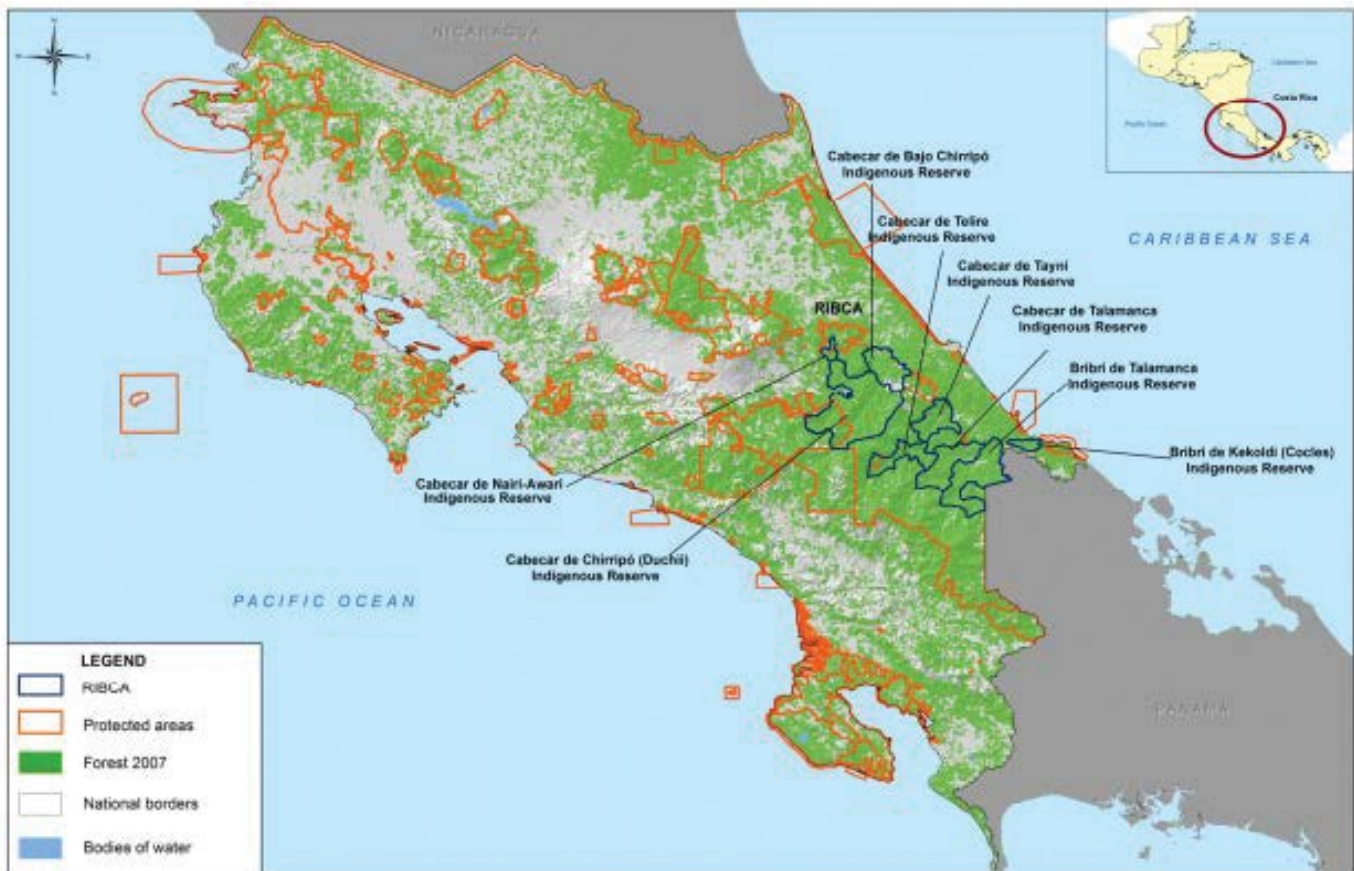 NICARAGUA
Caribbean Sea
Costa Rica
Pacific Ocean
Cabecar de Bajo Chirripó
Indigenous Reserve
Cabecar de Telire
Indigenous Reserve
CARIBBEAN SEA
Cabecar de Tayni
Indigenous Reserve
RIBCA
Cabecar de Talamanca
Indigenous Reserve
Bribri de Talamanca
Indigenous Reserve
Bribri de Kekoldi (Cocles)
Indigenous Reserve
Cabecar de Nairi-Awari
Indigenous Reserve
Cabecar de Chirripó (Duchii)
Indigenous Reserve
PACIFIC OCEAN
PANAMA
LEGEND
RIBCA
Protected areas
Forest 2007
National borders
Bodies of water